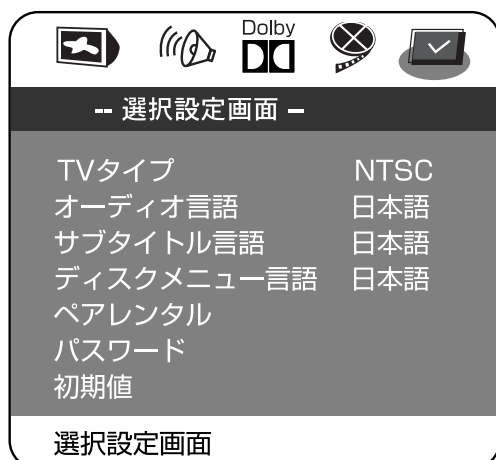 Dolby
-- 選択設定画面 –
TVタイプ NTSC
オーディオ言語 日本語
サブタイトル言語 日本語
ディスクメニュー言語 日本語
ペアレンタル
パスワード
初期値
選択設定画面